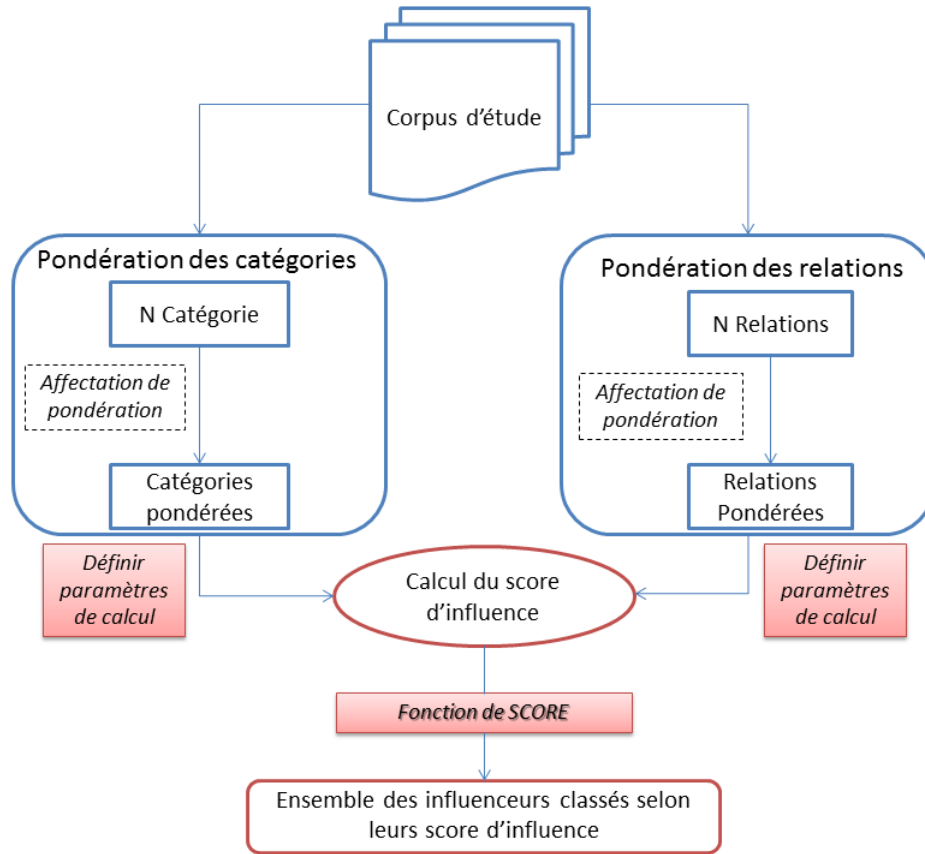 Corpus d'étude
Pondération des catégories
N Catégorie
Affectation de
pondération
Catégories
pondérées
Pondération des relations
N Relations
Affectation de
pondération
Relations
Pondérées
Définir
paramètres
de calcul
Calcul du score
d'influence
Définir
paramètres
de calcul
Fonction de SCORE
Ensemble des influenceurs classés selon
leurs score d'influence